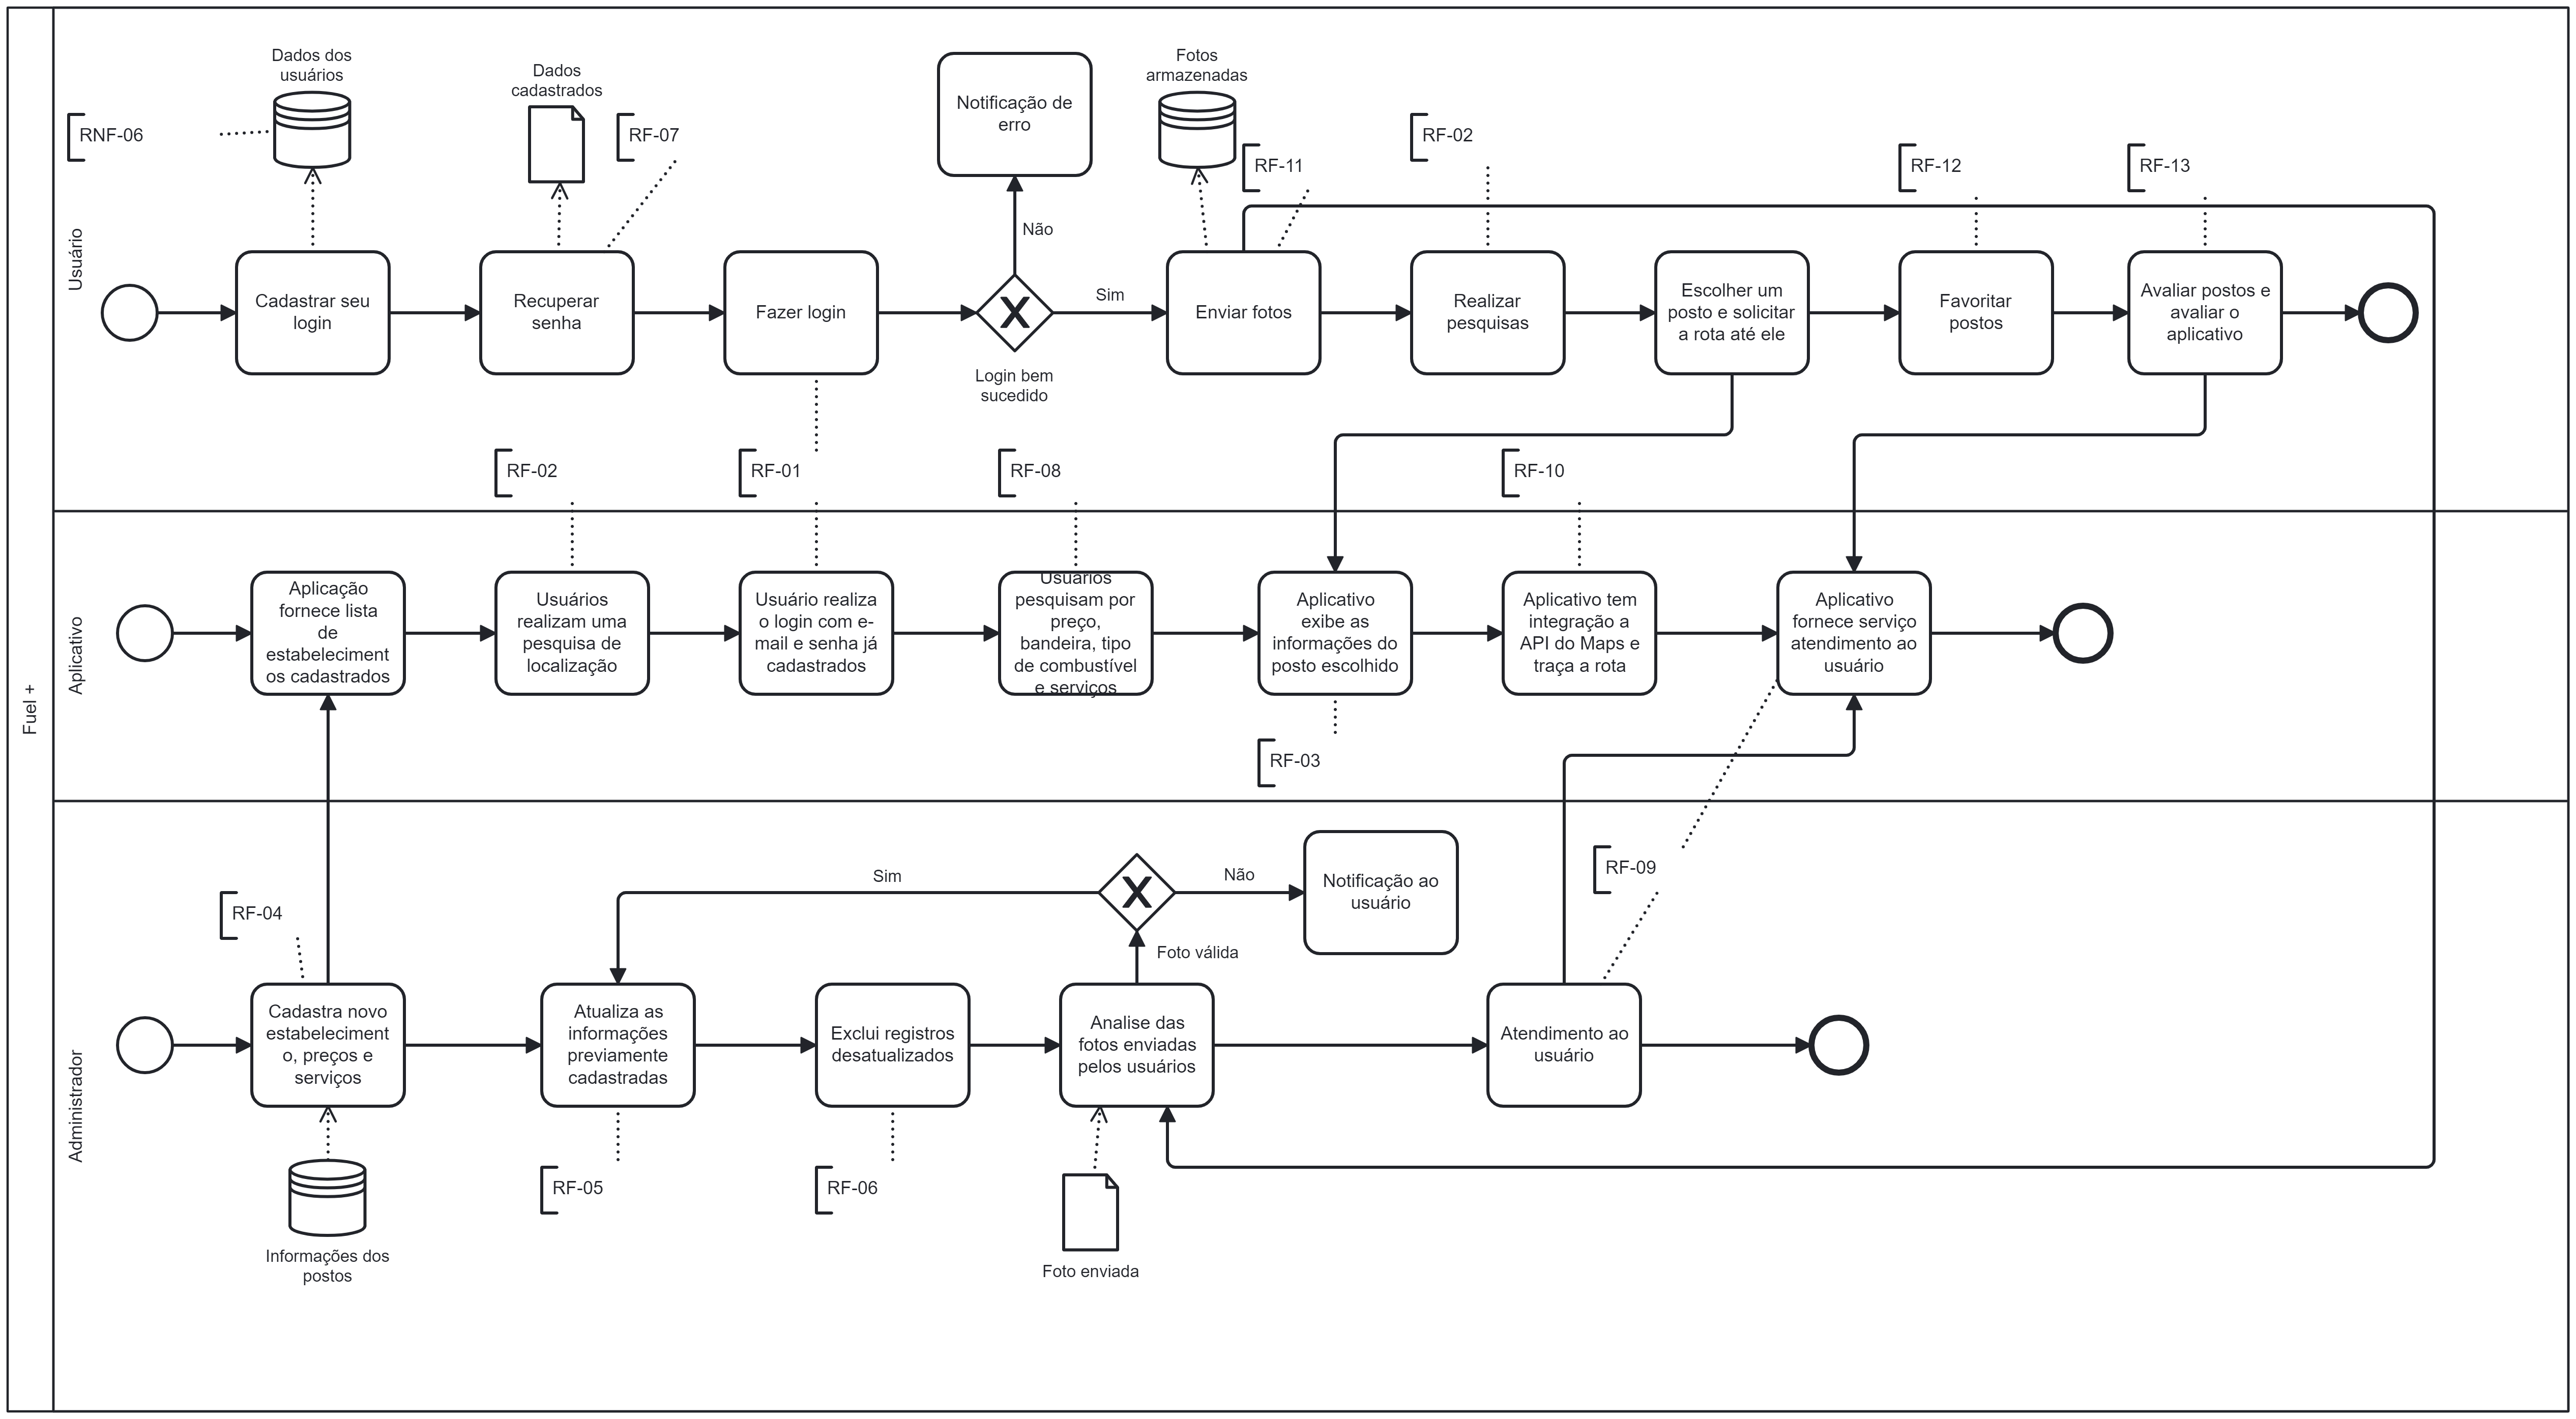 Fuel +
Usuário
Dados dos
usuários
RNF-06
Dados
cadastrados
RF-07
Notificação de
erro
Fotos
armazenadas
RF-11
RF-02
RF-12
RF-13
Não
Cadastrar seu
login
Recuperar
senha
Fazer login
Sim
Login bem
sucedido
Enviar fotos
Realizar
pesquisas
Escolher um
posto e solicitar
a rota até ele
Favoritar
postos
Avaliar postos e
avaliar o
aplicativo
RF-02
RF-01
RF-08
RF-10
Aplicativo
Aplicação
fornece lista
de
estabeleciment
os cadastrados
Usuários
realizam uma
pesquisa de
localização
Usuário realiza
o login com e-
mail e senha já
cadastrados
Usuários
pesquisam por
preço,
bandeira, tipo
de combustível
e serviços
Aplicativo
exibe as
informações do
posto escolhido
Aplicativo tem
integração a
API do Maps e
traça a rota
Aplicativo
fornece serviço
atendimento ao
usuário
RF-03
Administrador
RF-04
Sim
Não
Notificação ao
usuário
RF-09
Foto válida
Cadastra novo
estabeleciment
o, preços e
serviços
Atualiza as
informações
previamente
cadastradas
Exclui registros
desatualizados
Analise das
fotos enviadas
pelos usuários
Atendimento ao
usuário
RF-05
RF-06
Informações dos
postos
Foto enviada